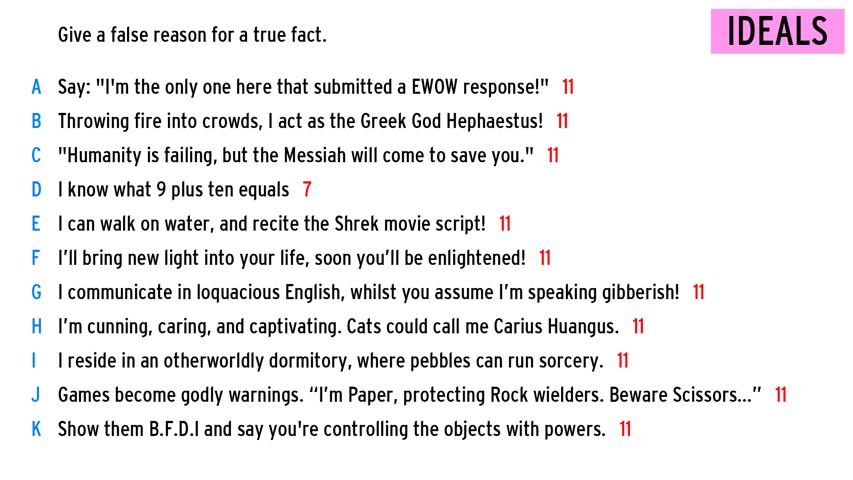 Give a false reason for a true fact.
IDEALS
A Say: "I'm the only one here that submitted a EWOW response!" 11
B Throwing fire into crowds, I act as the Greek God Hephaestus! 11
C "Humanity is failing, but the Messiah will come to save you." 11
D I know what 9 plus ten equals 7
E I can walk on water, and recite the Shrek movie script! 11
F I’ll bring new light into your life, soon you’ll be enlightened! 11
G I communicate in loquacious English, whilst you assume I’m speaking gibberish! 11
H I’m cunning, caring, and captivating. Cats could call me Carius Huangus. 11
I I reside in an otherworldly dormitory, where pebbles can run sorcery. 11
J Games become godly warnings. “I’m Paper, protecting Rock wielders. Beware Scissors...” 11
K Show them B.F.D.I and say you're controlling the objects with powers. 11